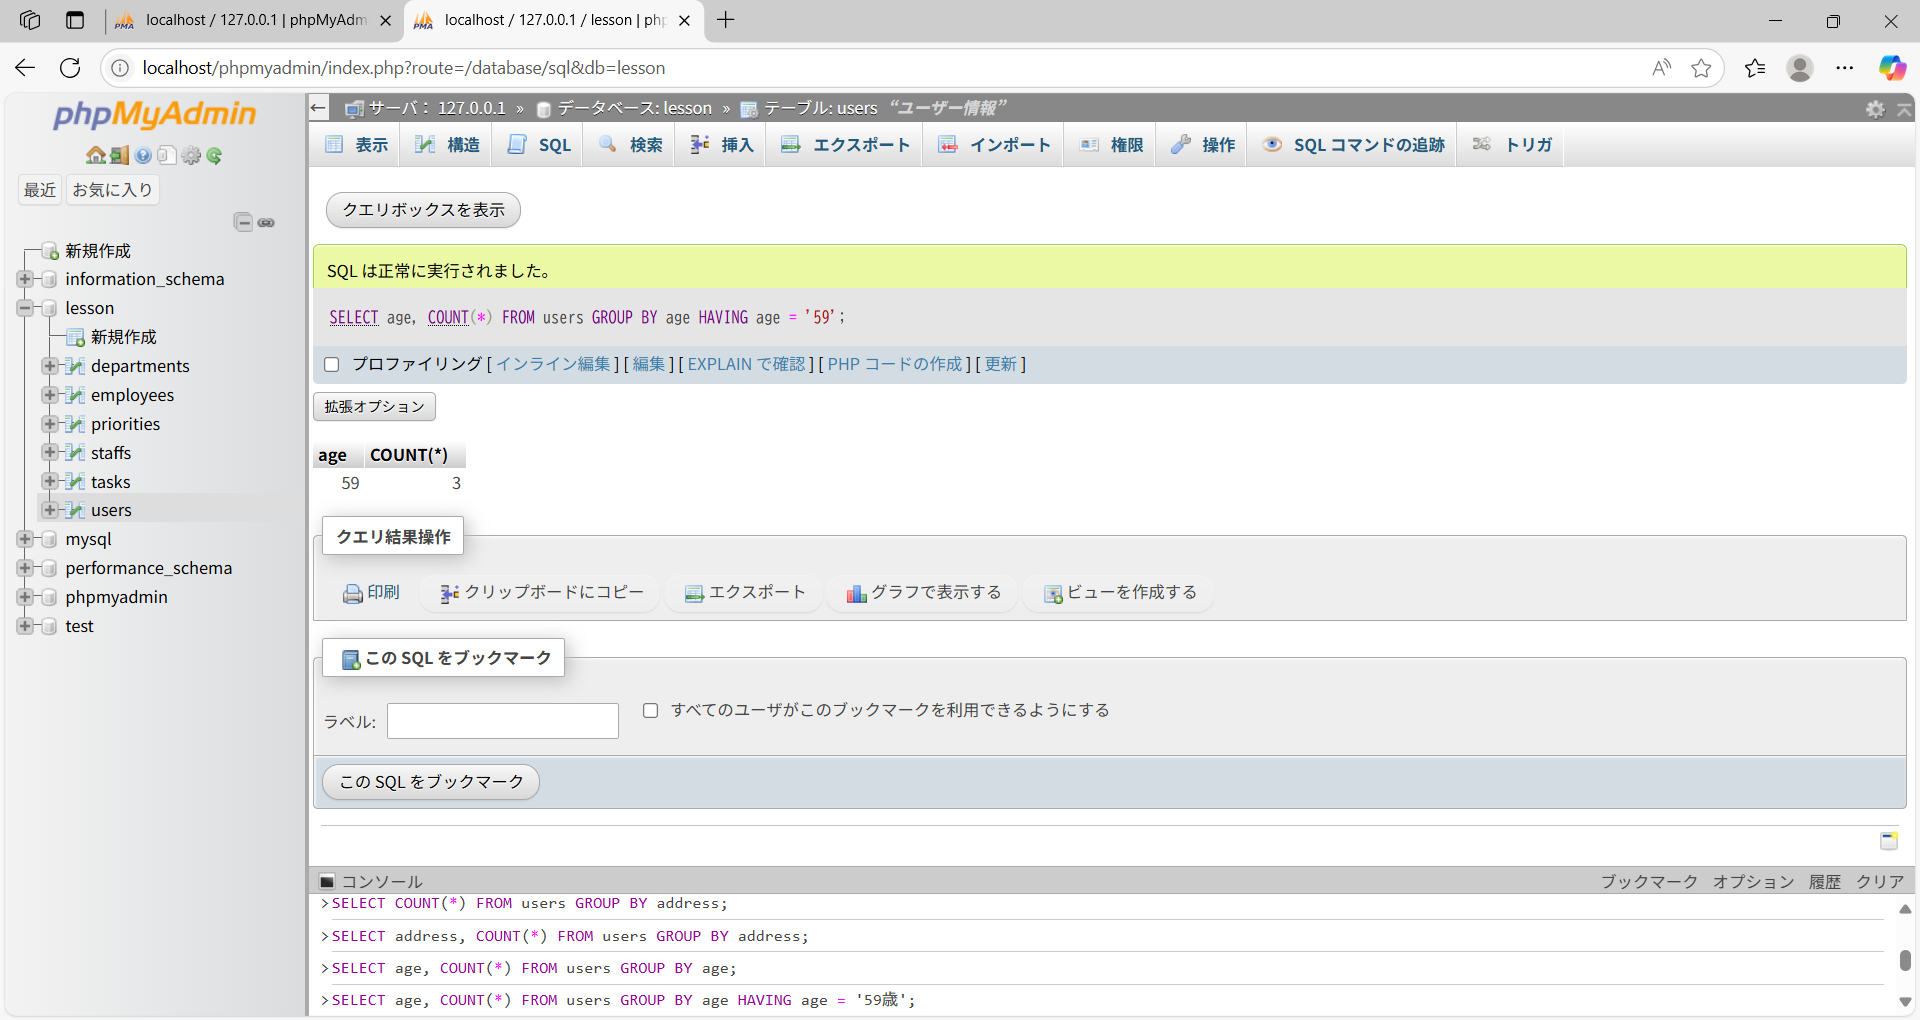 localhost / 127.0.0.1 | phpMyAdm
localhost / 127.0.0.1 / lesson | php
localhost/phpmyadmin/index.php?route=/database/sql&db=lesson
phpMyAdmin
最近 お気に入り
新規作成
information_schema
lesson
新規作成
departments
employees
priorities
staffs
tasks
users
mysql
performance_schema
phpmyadmin
test
サーバ： 127.0.0.1 » データベース: lesson » テーブル: users “ユーザー情報”
表示 構造 SQL 検索 挿入 エクスポート インポート 権限 操作 SQL コマンドの追跡 トリガ
クエリボックスを表示
SQL は正常に実行されました。
SELECT age, COUNT(*) FROM users GROUP BY age HAVING age = '59';
プロファイリング [ インライン編集 ] [ 編集 ] [ EXPLAIN で確認 ] [ PHP コードの作成 ] [ 更新 ]
拡張オプション
age COUNT(*)
59 3
クエリ結果操作
印刷 クリップボードにコピー エクスポート グラフで表示する ビューを作成する
この SQL をブックマーク
ラベル: すべてのユーザがこのブックマークを利用できるようにする
この SQL をブックマーク
コンソール ブックマーク オプション 履歴 クリア
>SELECT COUNT(*) FROM users GROUP BY address;
>SELECT address, COUNT(*) FROM users GROUP BY address;
>SELECT age, COUNT(*) FROM users GROUP BY age;
>SELECT age, COUNT(*) FROM users GROUP BY age HAVING age = '59歳';